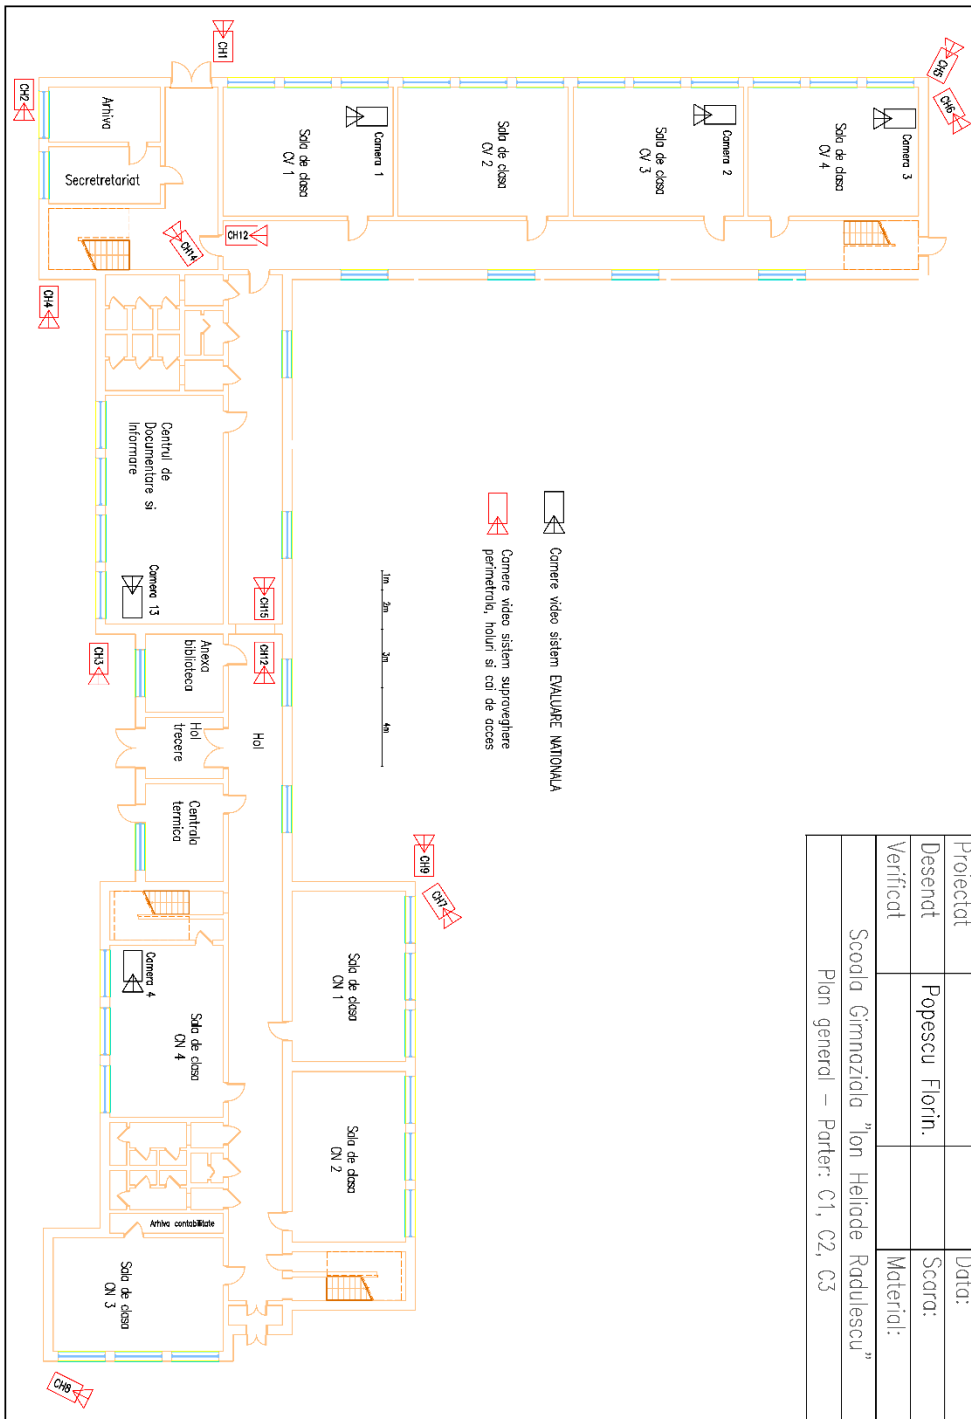 CH1
CH2
Arhiva
Secretretariat
CH14
CH12
CH4
Camera 1
Sala de clasa
CV 1
Sala de clasa
CV 2
Camera 2
Sala de clasa
CV 3
Camera 3
Sala de clasa
CV 4
CH5
CH6
Centrul de
Documentare si
Informare
Camera 13
CH15
CH12
CH3
Anexa
biblioteca
Hol
trecere
Hol
Centrala
termica
1m
2m
3m
4m
Camere video sistem EVALUARE NATIONALA
Camere video sistem supraveghere
perimetrala, holuri si cai de acces
CH9
CH7
Sala de clasa
CN 1
Camera 4
Sala de clasa
CN 4
Sala de clasa
CN 2
Arhiva contabilitate
Sala de clasa
CN 3
CH8
Proiectat
Data:
Desenat
Popescu Florin.
Scara:
Verificat
Material:
Scoala Gimnaziala "Ion Heliade Radulescu"
Plan general - Parter: C1, C2, C3